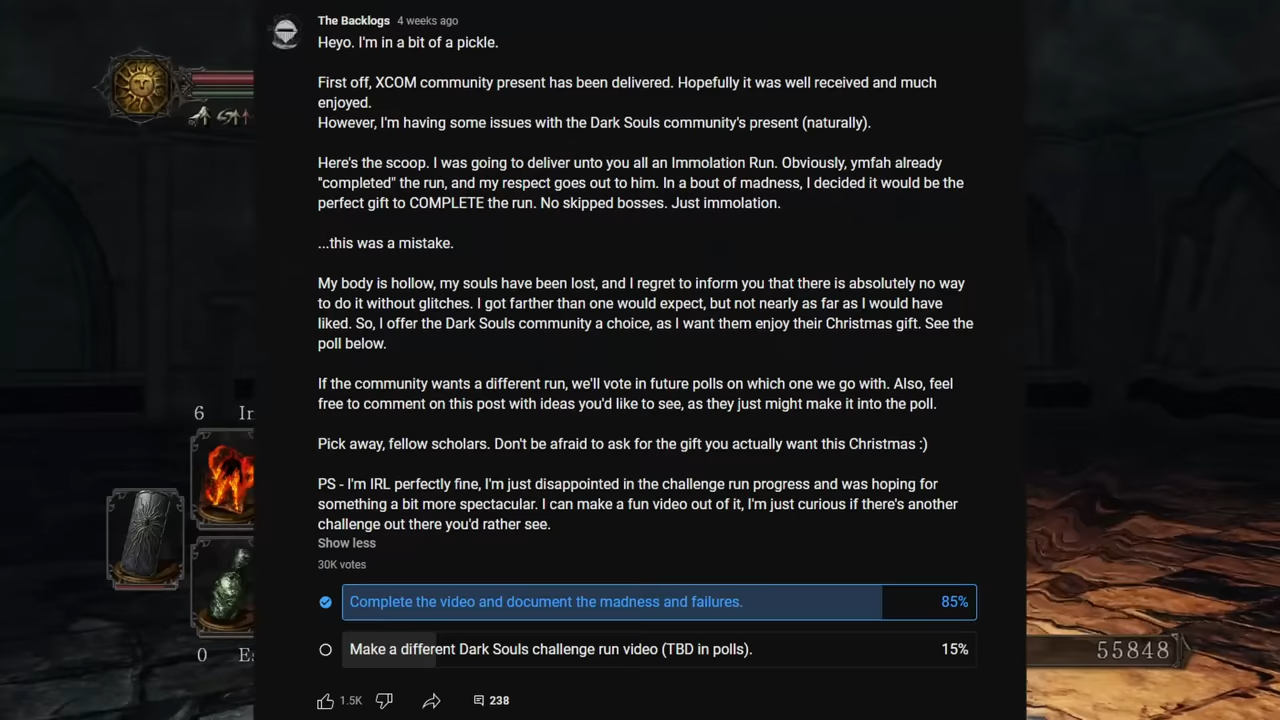 The Backlogs 4 weeks ago
Heyo. I'm in a bit of a pickle.
First off, XCOM community present has been delivered. Hopefully it was well received and much
enjoyed.
However, I'm having some issues with the Dark Souls community's present (naturally).
Here's the scoop. I was going to deliver unto you all an Immolation Run. Obviously, ymfah already
"completed" the run, and my respect goes out to him. In a bout of madness, I decided it would be the
perfect gift to COMPLETE the run. No skipped bosses. Just immolation.
...this was a mistake.
My body is hollow, my souls have been lost, and I regret to inform you that there is absolutely no way
to do it without glitches. I got farther than one would expect, but not nearly as far as I would have
liked. So, I offer the Dark Souls community a choice, as I want them enjoy their Christmas gift. See the
poll below.
If the community wants a different run, we'll vote in future polls on which one we go with. Also, feel
free to comment on this post with ideas you'd like to see, as they just might make it into the poll.
Pick away, fellow scholars. Don't be afraid to ask for the gift you actually want this Christmas :)
PS - I'm IRL perfectly fine, I'm just disappointed in the challenge run progress and was hoping for
something a bit more spectacular. I can make a fun video out of it, I'm just curious if there's another
challenge out there you'd rather see.
Show less
30K votes
Complete the video and document the madness and failures. 85%
Make a different Dark Souls challenge run video (TBD in polls). 15%
1.5K 238
6 In
0 Es
55848